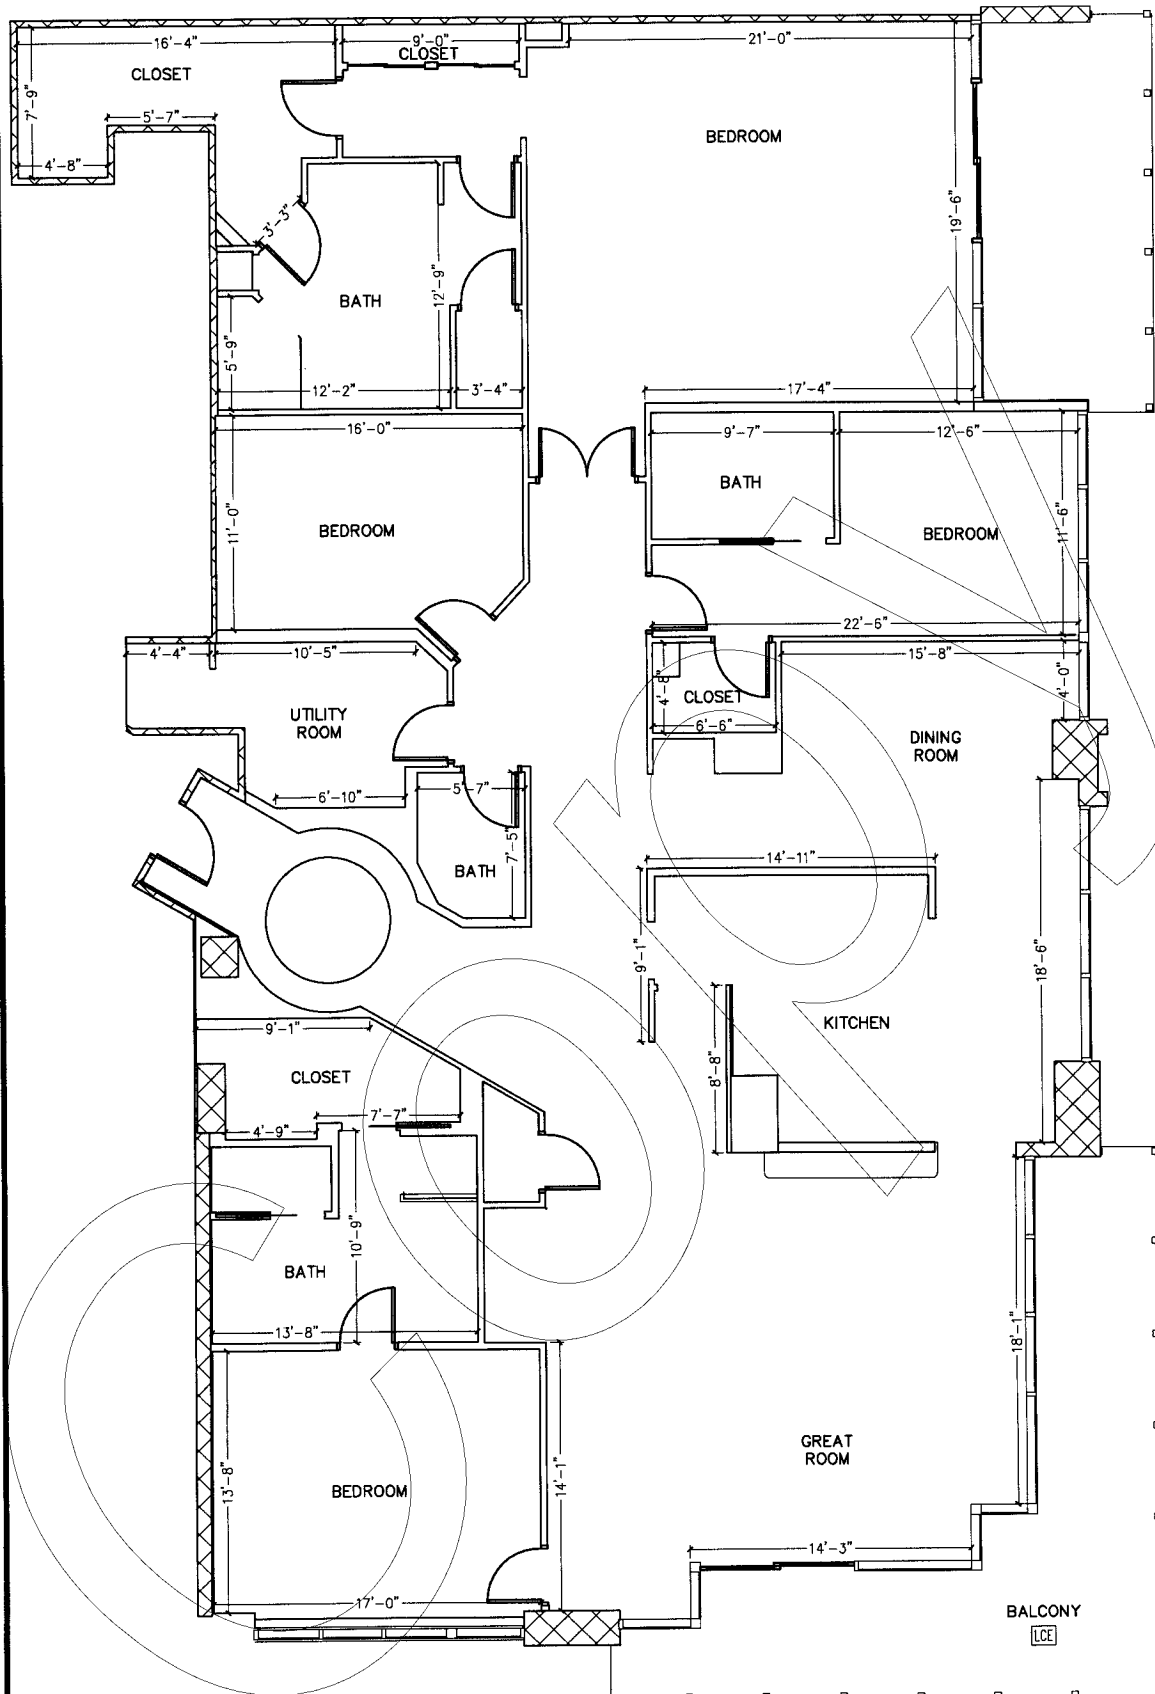 16'-4"
9'-0"
21'-0"
CLOSET
CLOSET
7'-9"
5'-7"
BEDROOM
4'-8"
3'-3"
19'-6"
12'-9"
BATH
5'-9"
12'-2"
3'-4"
17'-4"
16'-0"
9'-7"
12'-6"
BATH
11'-0"
BEDROOM
BEDROOM
11'-6"
22'-6"
4'-4"
10'-5"
15'-8"
4'-8"
CLOSET
4'-0"
UTILITY
ROOM
6'-6"
DINING
ROOM
6'-10"
5'-7"
7'-5"
BATH
14'-11"
9'-1"
18'-6"
KITCHEN
9'-1"
CLOSET
8'-8"
7'-7"
4'-9"
10'-9"
BATH
13'-8"
18'-1"
GREAT
ROOM
13'-8"
BEDROOM
14'-1"
14'-3"
17'-0"
BALCONY
LCE
COPY